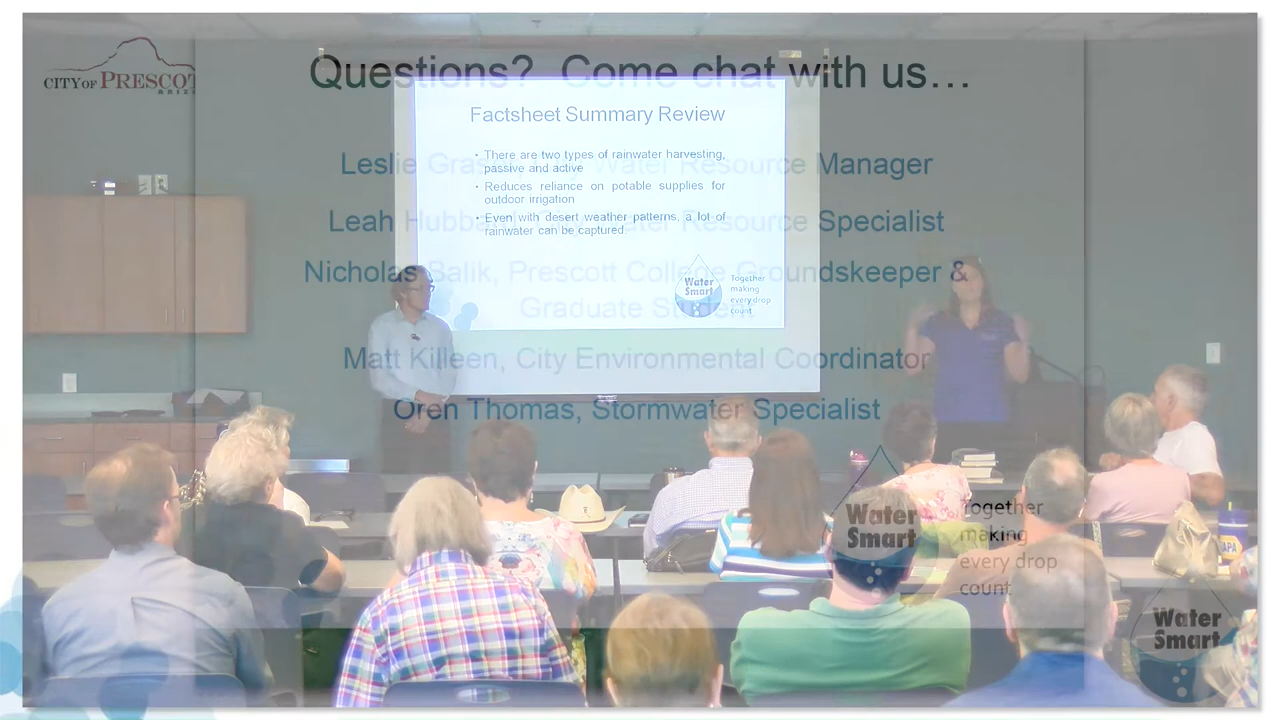 CITY OF PRESCOT
ARIZ
Questions? Come chat with us…
Factsheet Summary Review
• There are two types of rainwater harvesting,
passive and active
• Reduces reliance on potable supplies for
outdoor irrigation
• Even with desert weather patterns, a lot of
rainwater can be captured.
Leslie Water Resource Manager
Leah Water Resource Specialist
Nicholas Balik, Prescott College Groundskeeper &
Graduate Student
Matt Killeen, City Environmental Coordinator
Oren Thomas, Stormwater Specialist
Water
Smart
Together
making
every drop
count
Water
Smart
Together
making
every drop
count
Water
Smart
APA